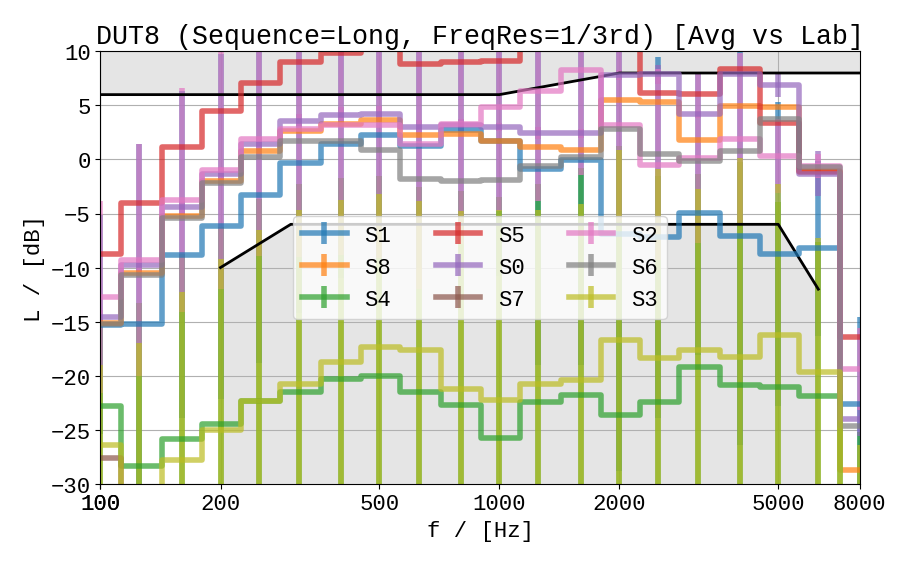 DUT8 (Sequence=Long, FreqRes=1/3rd) [Avg vs Lab]
10
5
0
−5
−10
−15
−20
−25
−30
L / [dB]
S1 S5 S2
S8 S0 S6
S4 S7 S3
100 200 500 1000 2000 5000 8000
f / [Hz]